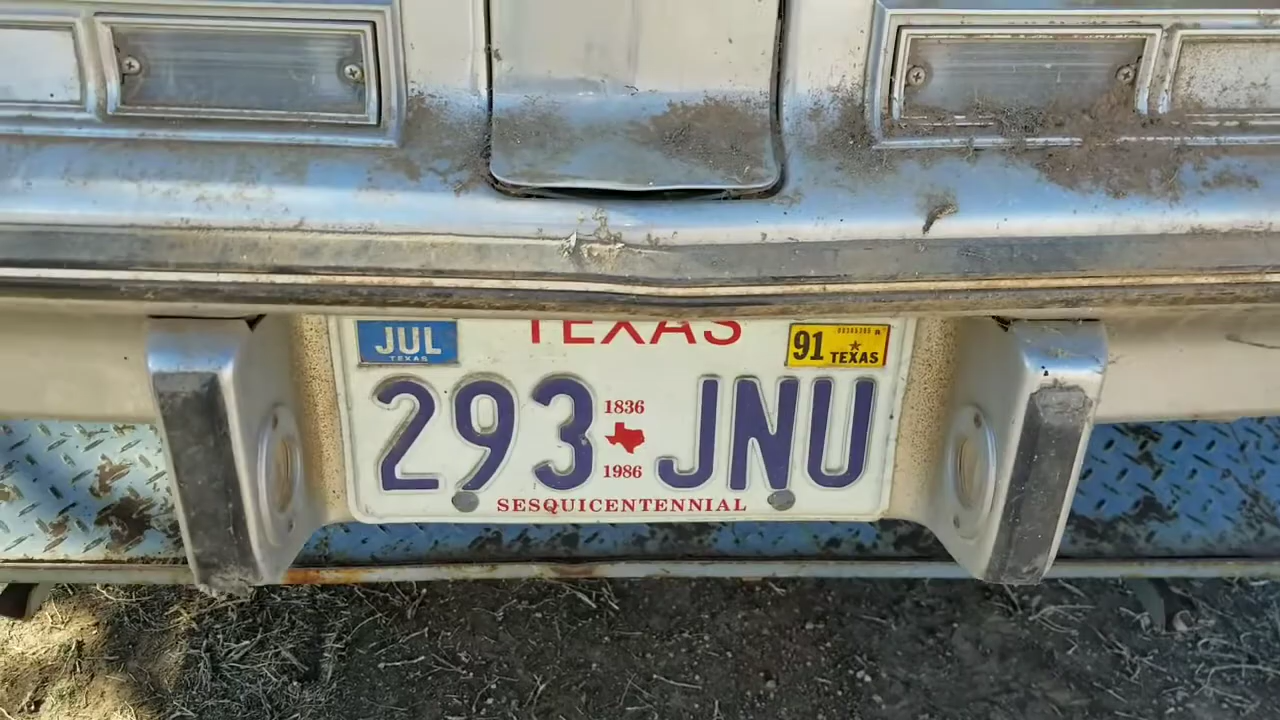 TEXAS
JUL
TEXAS
91
TEXAS
293 JNU
1836
1986
SESQUICENTENNIAL